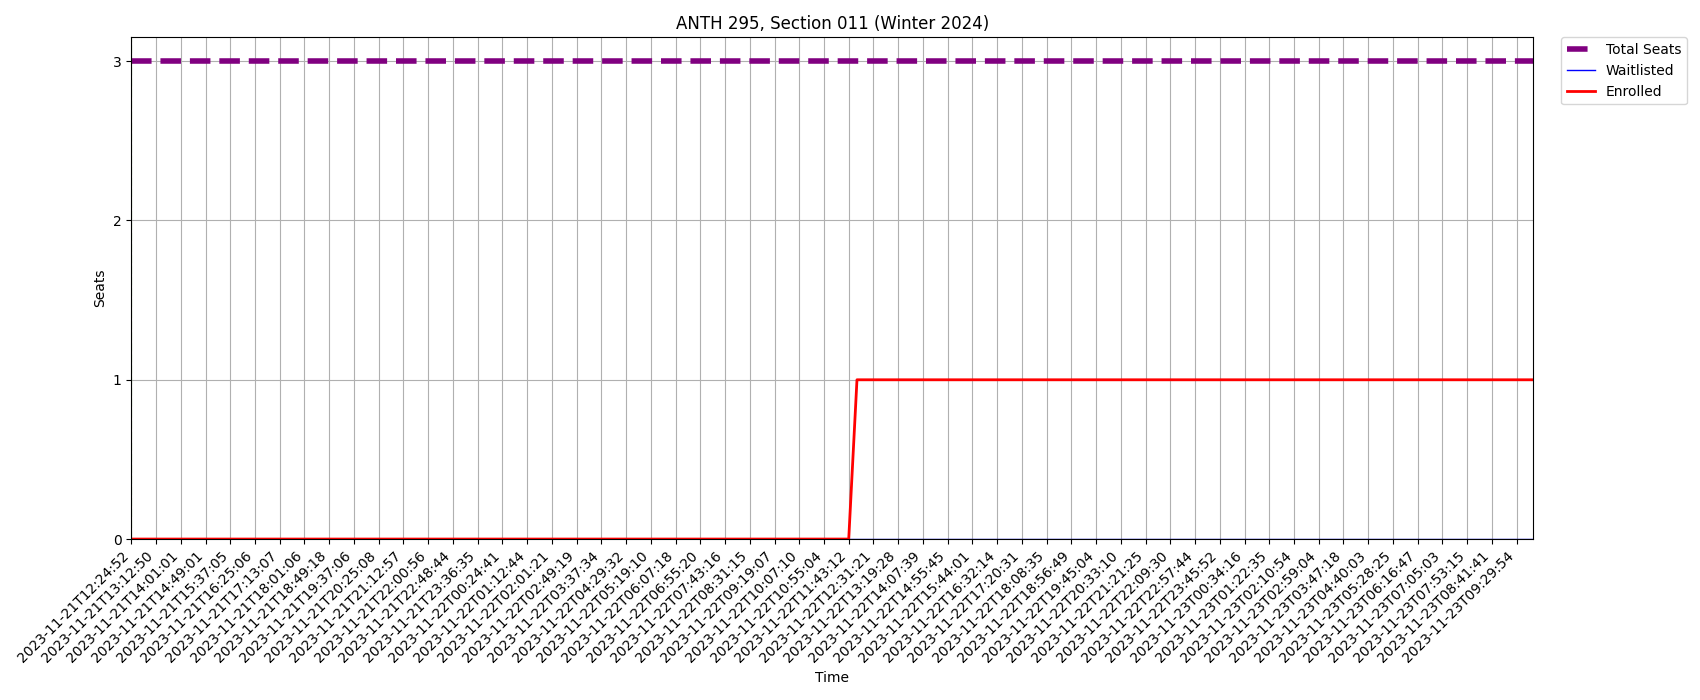 ANTH 295, Section 011 (Winter 2024)
Total Seats
Waitlisted
Enrolled
3
2
1
0
Seats
2023-11-21T12:24:52
2023-11-21T13:12:50
2023-11-21T14:01:01
2023-11-21T14:49:01
2023-11-21T15:37:05
2023-11-21T16:25:06
2023-11-21T17:13:07
2023-11-21T18:01:06
2023-11-21T18:49:18
2023-11-21T19:37:06
2023-11-21T20:25:08
2023-11-21T21:12:57
2023-11-21T22:00:56
2023-11-21T22:48:44
2023-11-21T23:36:35
2023-11-22T00:24:41
2023-11-22T01:12:44
2023-11-22T02:01:21
2023-11-22T02:49:19
2023-11-22T03:37:34
2023-11-22T04:29:32
2023-11-22T05:19:10
2023-11-22T06:07:18
2023-11-22T06:55:20
2023-11-22T07:43:16
2023-11-22T08:31:15
2023-11-22T09:19:07
2023-11-22T10:07:10
2023-11-22T10:55:04
2023-11-22T11:43:12
2023-11-22T12:31:21
2023-11-22T13:19:28
2023-11-22T14:07:39
2023-11-22T14:55:45
2023-11-22T15:44:01
2023-11-22T16:32:14
2023-11-22T17:20:31
2023-11-22T18:08:35
2023-11-22T18:56:49
2023-11-22T19:45:04
2023-11-22T20:33:10
2023-11-22T21:21:25
2023-11-22T22:09:30
2023-11-22T22:57:44
2023-11-22T23:45:52
2023-11-23T00:34:16
2023-11-23T01:22:35
2023-11-23T02:10:54
2023-11-23T02:59:04
2023-11-23T03:47:18
2023-11-23T04:40:03
2023-11-23T05:28:25
2023-11-23T06:16:47
2023-11-23T07:05:03
2023-11-23T07:53:15
2023-11-23T08:41:41
2023-11-23T09:29:54
Time